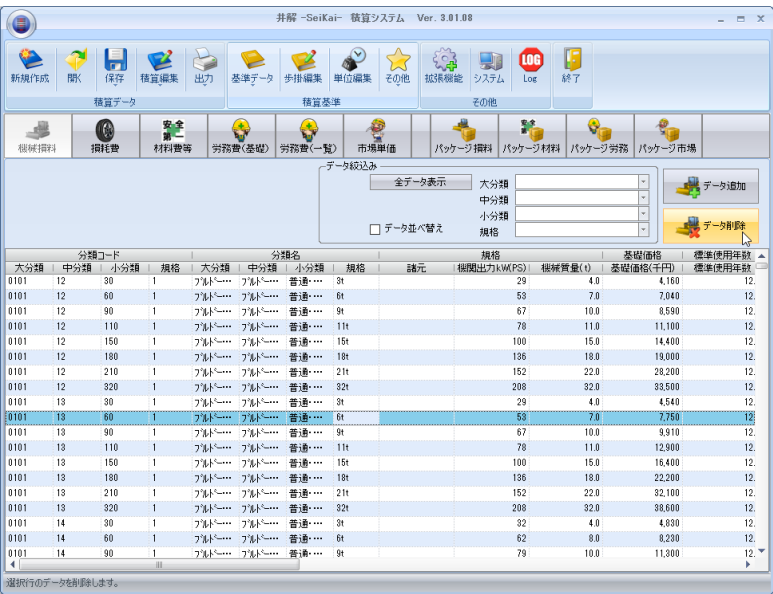 井解 -SeiKai- 積算システム Ver. 3.01.08
新規作成 開く 保存 積算編集 出力 基準データ 歩掛編集 単位編集 その他 拡張機能 システム Log 終了
LOG
積算データ 積算基準 その他
安全第一
機械損料 損耗費 材料費等 労務費(基礎) 労務費(一覧) 市場単価 パッケージ損料 パッケージ材料 パッケージ労務 パッケージ市場
データ絞込み
全データ表示 大分類 データ追加
中分類
小分類
データ並べ替え 規格 データ削除
分類コード 分類名 規格 基礎価格 標準使用年数
大分類 中分類 小分類 規格 大分類 中分類 小分類 規格 諸元 機関出力kW(PS) 機械質量(t) 基礎価格(千円) 標準使用年数
0101 12 30 1 ブルドー… ブルドー… 普通・… 3t 29 4.0 4,160 12.
0101 12 60 1 ブルドー… ブルドー… 普通・… 6t 53 7.0 7,040 12.
0101 12 90 1 ブルドー… ブルドー… 普通・… 9t 67 10.0 8,590 12.
0101 12 110 1 ブルドー… ブルドー… 普通・… 11t 78 11.0 11,100 12.
0101 12 150 1 ブルドー… ブルドー… 普通・… 15t 100 15.0 14,400 12.
0101 12 180 1 ブルドー… ブルドー… 普通・… 18t 136 18.0 19,000 12.
0101 12 210 1 ブルドー… ブルドー… 普通・… 21t 152 22.0 28,200 12.
0101 12 320 1 ブルドー… ブルドー… 普通・… 32t 208 32.0 33,500 12.
0101 13 30 1 ブルドー… ブルドー… 普通・… 3t 29 4.0 4,540 12.
0101 13 60 1 ブルドー… ブルドー… 普通・… 6t 53 7.0 7,750 12
0101 13 90 1 ブルドー… ブルドー… 普通・… 9t 67 10.0 9,910 12.
0101 13 110 1 ブルドー… ブルドー… 普通・… 11t 78 11.0 12,900 12.
0101 13 150 1 ブルドー… ブルドー… 普通・… 15t 100 15.0 16,400 12.
0101 13 180 1 ブルドー… ブルドー… 普通・… 18t 136 18.0 22,200 12.
0101 13 210 1 ブルドー… ブルドー… 普通・… 21t 152 22.0 32,100 12.
0101 13 320 1 ブルドー… ブルドー… 普通・… 32t 208 32.0 38,600 12.
0101 14 30 1 ブルドー… ブルドー… 普通・… 3t 32 4.0 4,830 12.
0101 14 60 1 ブルドー… ブルドー… 普通・… 6t 62 8.0 8,230 12.
0101 14 90 1 ブルドー… ブルドー… 普通・… 9t 79 10.0 11,300 12.
選択行のデータを削除します。